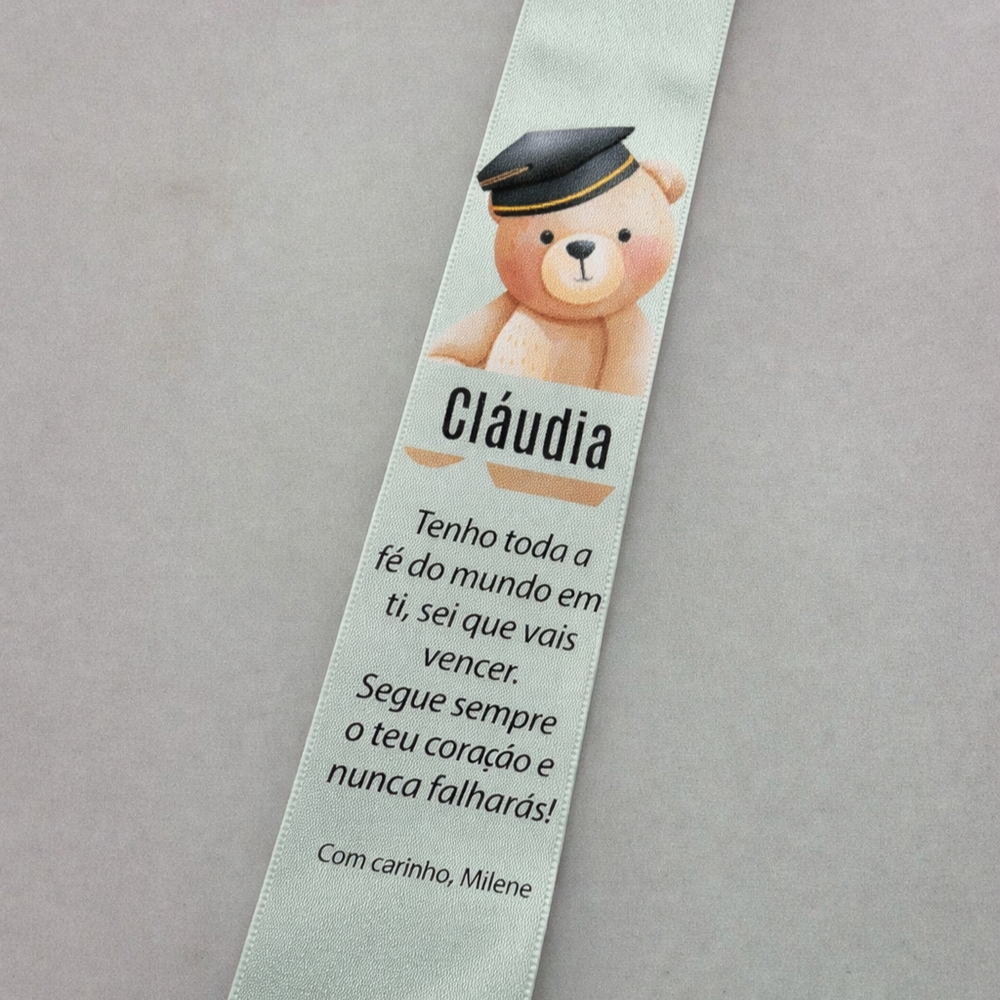 Cláudia
Tenho toda a
fé do mundo em
ti, sei que vais
vencer.
Segue sempre
o teu coraçáo e
nunca falharás!
Com carinho, Milene